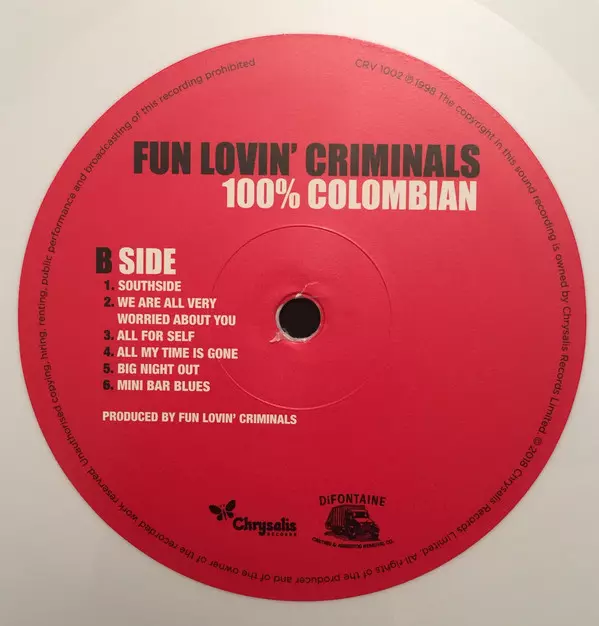 CRV 1002 ℗ 1998. The copyright in this sound recording is owned by Chrysalis Records Limited. © 2018 Chrysalis Records Limited. All rights of the producer and of the owner of the recorded work reserved. Unauthorised copying, hiring, renting, public performance and broadcasting of this recording prohibited
FUN LOVIN' CRIMINALS
100% COLOMBIAN
B SIDE
1. SOUTHSIDE
2. WE ARE ALL VERY
WORRIED ABOUT YOU
3. ALL FOR SELF
4. ALL MY TIME IS GONE
5. BIG NIGHT OUT
6. MINI BAR BLUES
PRODUCED BY FUN LOVIN' CRIMINALS
Chrysalis
RECORDS
DiFONTAINE
CARTING & REMOVAL CO.